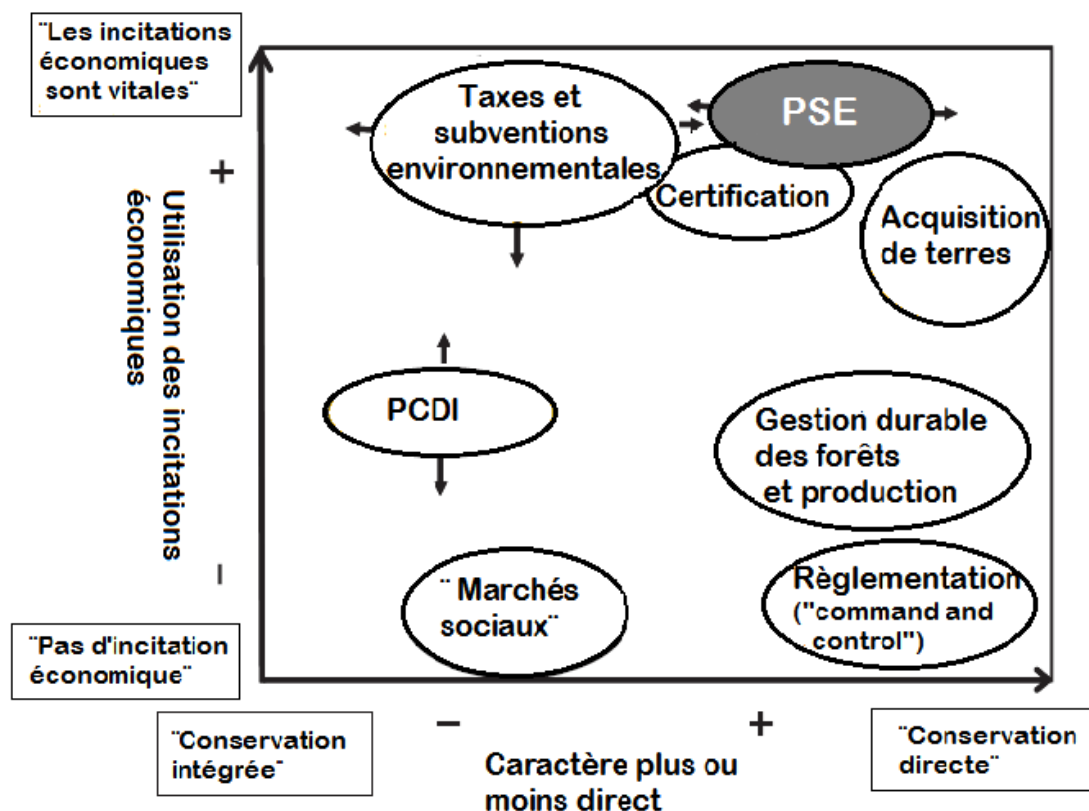 ¨Les incitations
économiques
sont vitales¨
+
Utilisation des incitations
économiques
–
¨Pas d'incitation
économique¨
Taxes et
subventions
environnementales
PSE
Certification
Acquisition
de terres
PCDI
Gestion durable
des forêts
et production
¨ Marchés
sociaux¨
Règlementation
("command and
control")
¨Conservation
intégrée¨
–
Caractère plus ou
moins direct
+
¨Conservation
directe¨